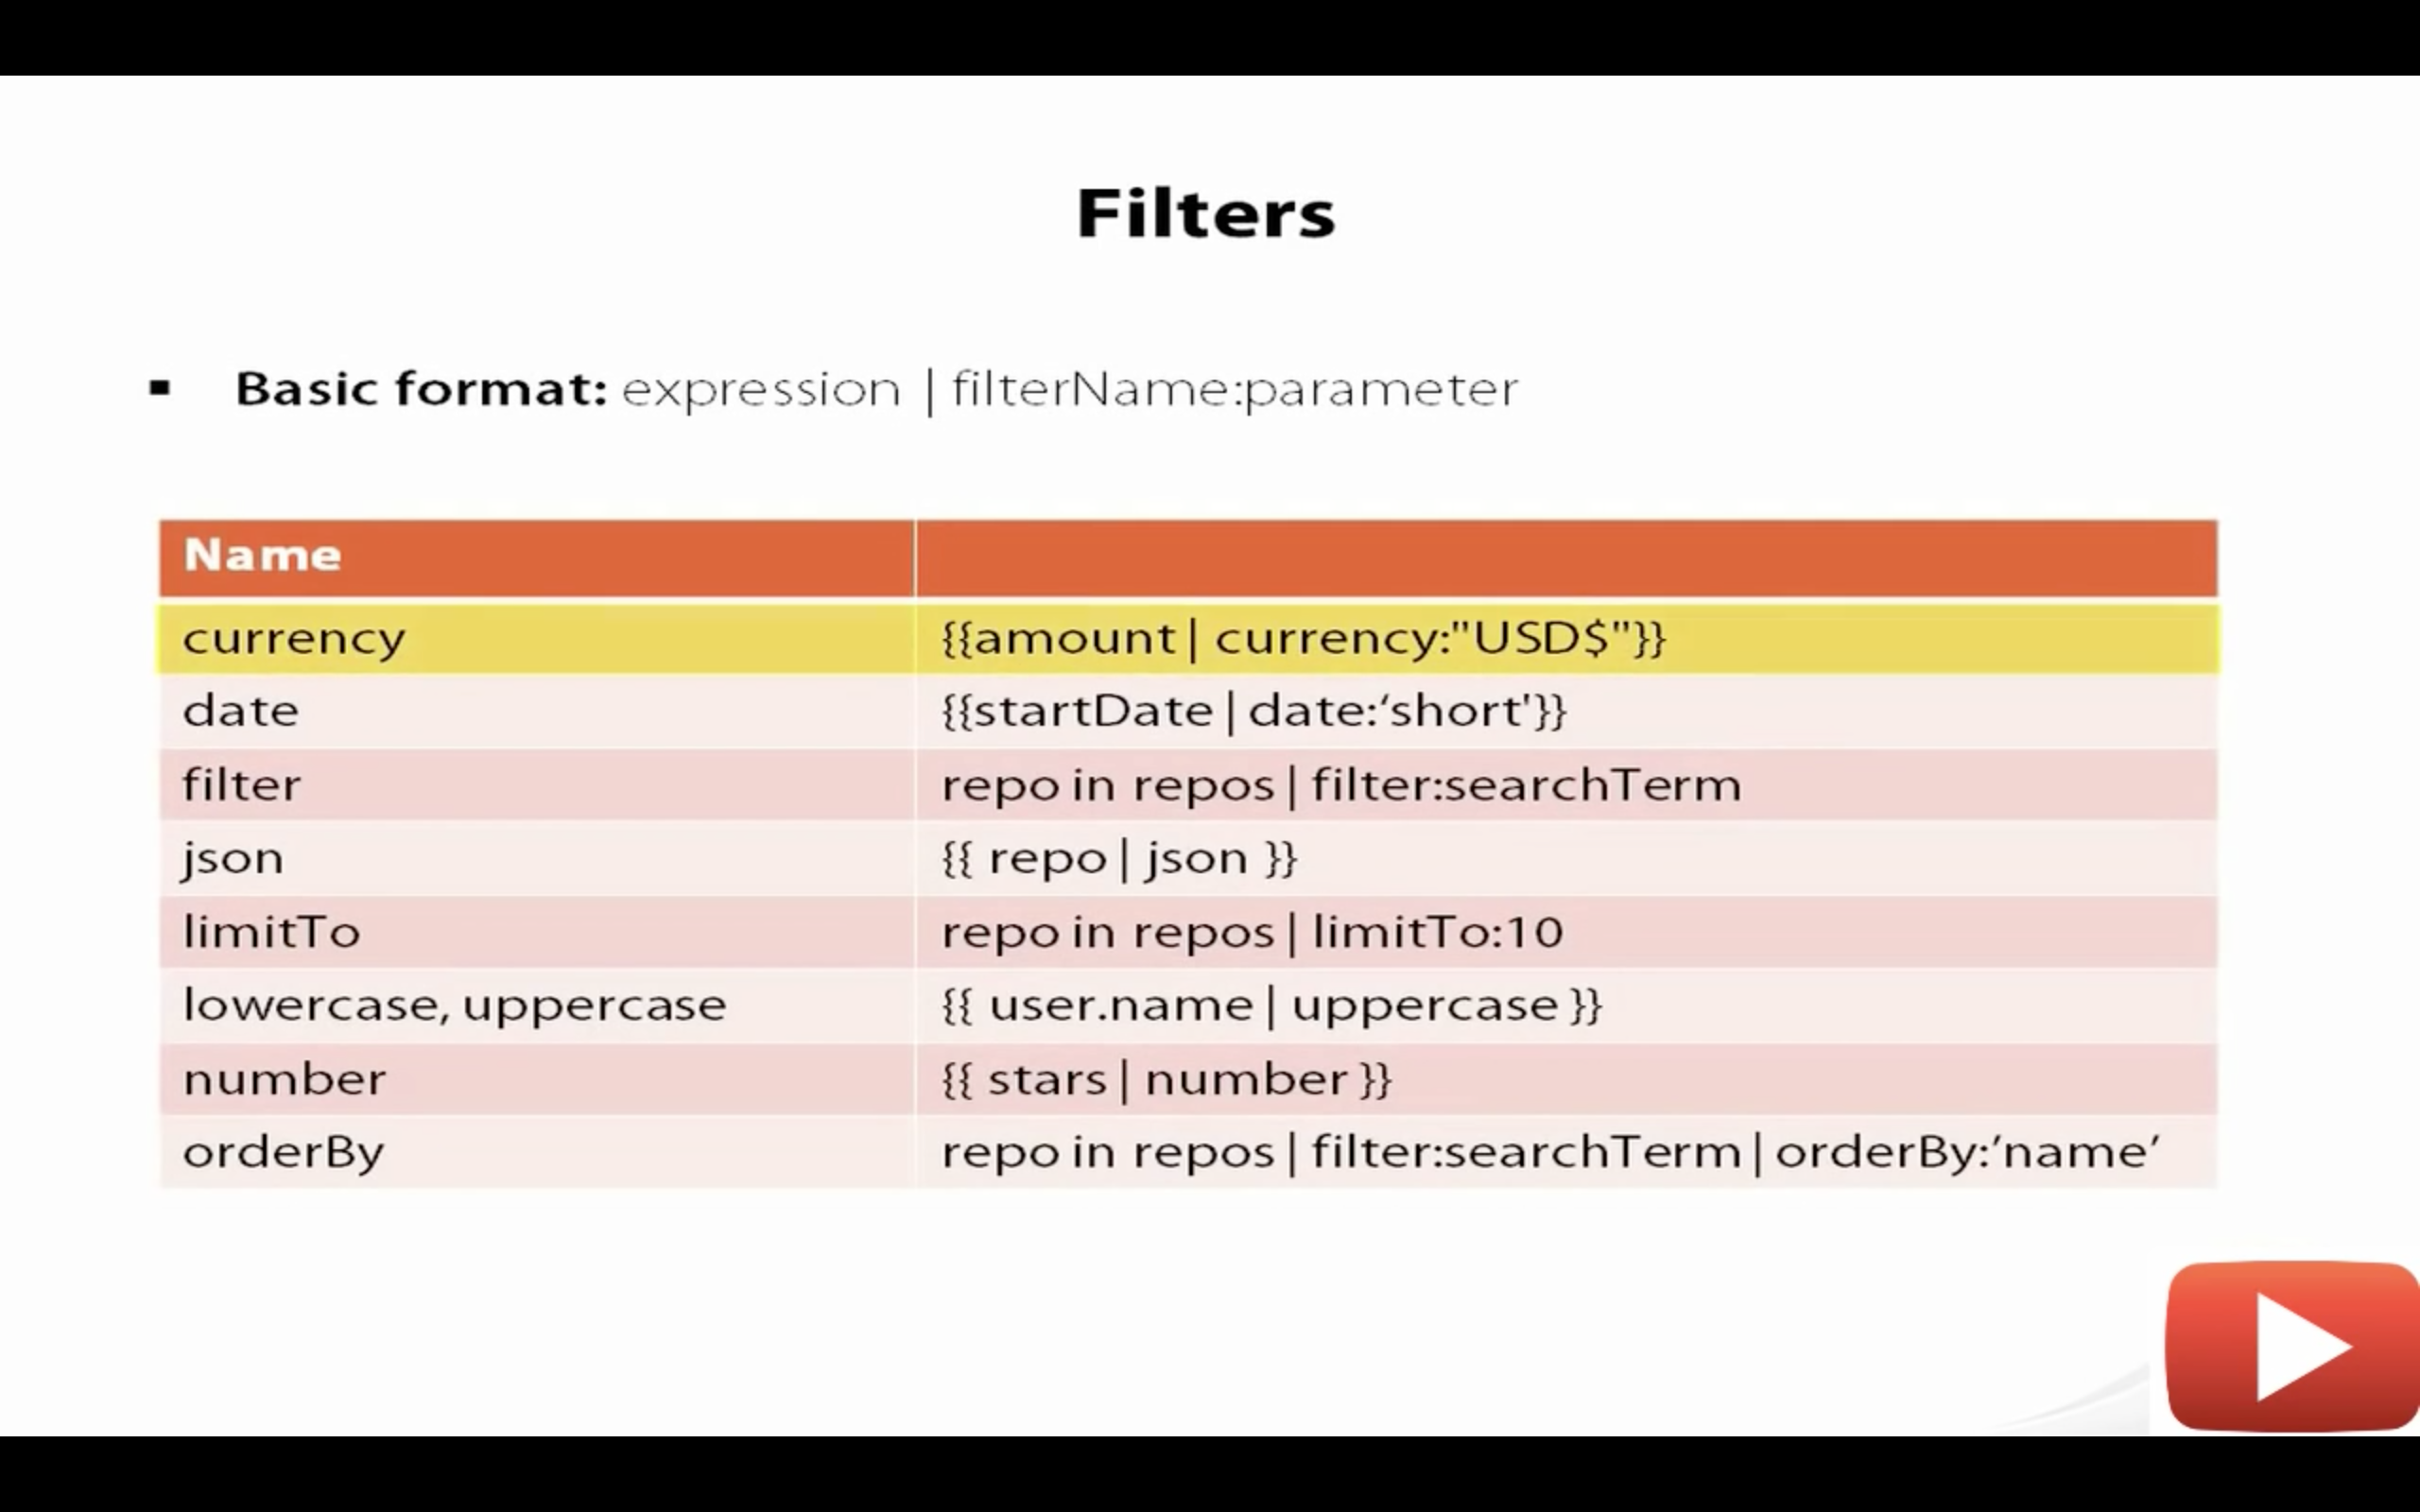 Filters
▪ Basic format: expression | filterName:parameter
Name
currency {{amount | currency:"USD$"}}
date {{startDate | date:‘short'}}
filter repo in repos | filter:searchTerm
json {{ repo | json }}
limitTo repo in repos | limitTo:10
lowercase, uppercase {{ user.name | uppercase }}
number {{ stars | number }}
orderBy repo in repos | filter:searchTerm | orderBy:’name’